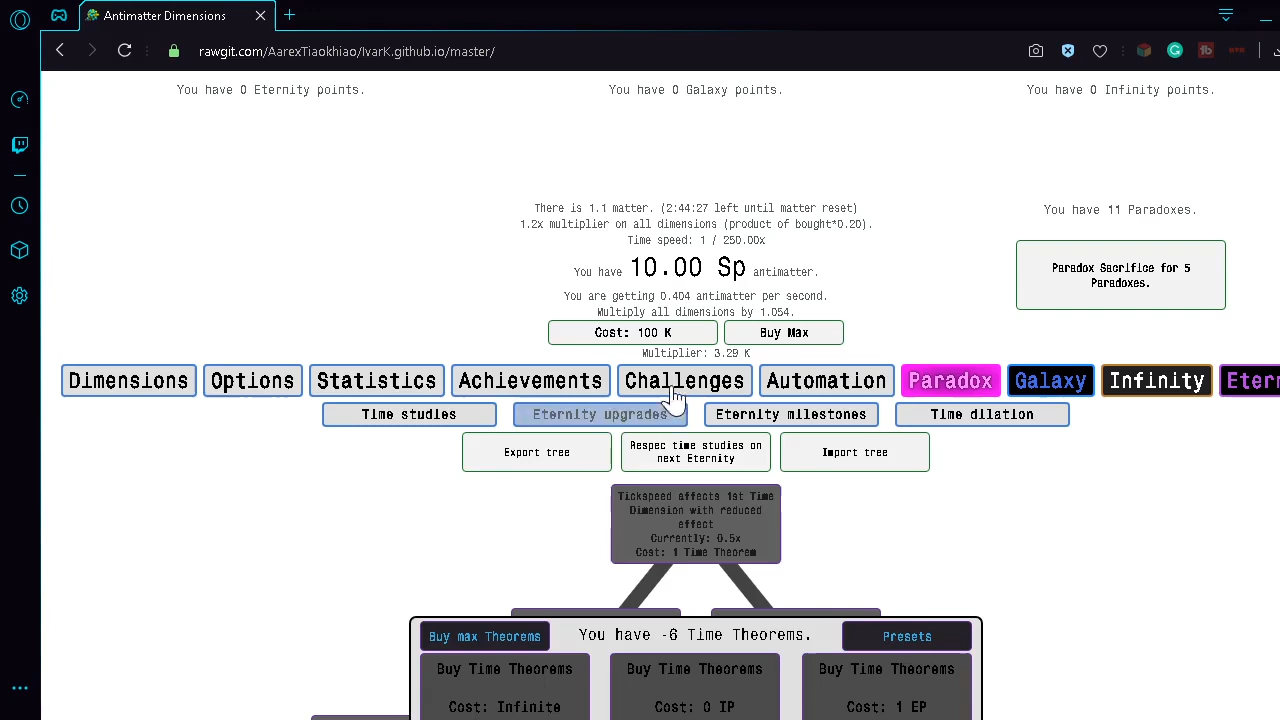 Antimatter Dimensions
rawgit.com/AarexTiaokhiao/IvarK.github.io/master/
You have 0 Eternity points.
You have 0 Galaxy points.
You have 0 Infinity points.
There is 1.1 matter. (2:44:27 left until matter reset)
1.2x multiplier on all dimensions (product of bought*0.20).
Time speed: 1 / 250.00x
You have 10.00 Sp antimatter.
You are getting 0.404 antimatter per second.
Multiply all dimensions by 1.054.
Cost: 100 K
Buy Max
Multiplier: 3.29 K
You have 11 Paradoxes.
Paradox Sacrifice for 5
Paradoxes.
Dimensions
Options
Statistics
Achievements
Challenges
Automation
Paradox
Galaxy
Infinity
Etern
Time studies
Eternity upgrades
Eternity milestones
Time dilation
Export tree
Respec time studies on
next Eternity
Import tree
Tickspeed affects 1st Time
Dimension with reduced
effect
Currently: 0.5x
Cost: 1 Time Theorem
Buy max Theorems
You have -6 Time Theorems.
Presets
Buy Time Theorems
Cost: Infinite
Buy Time Theorems
Cost: 0 IP
Buy Time Theorems
Cost: 1 EP